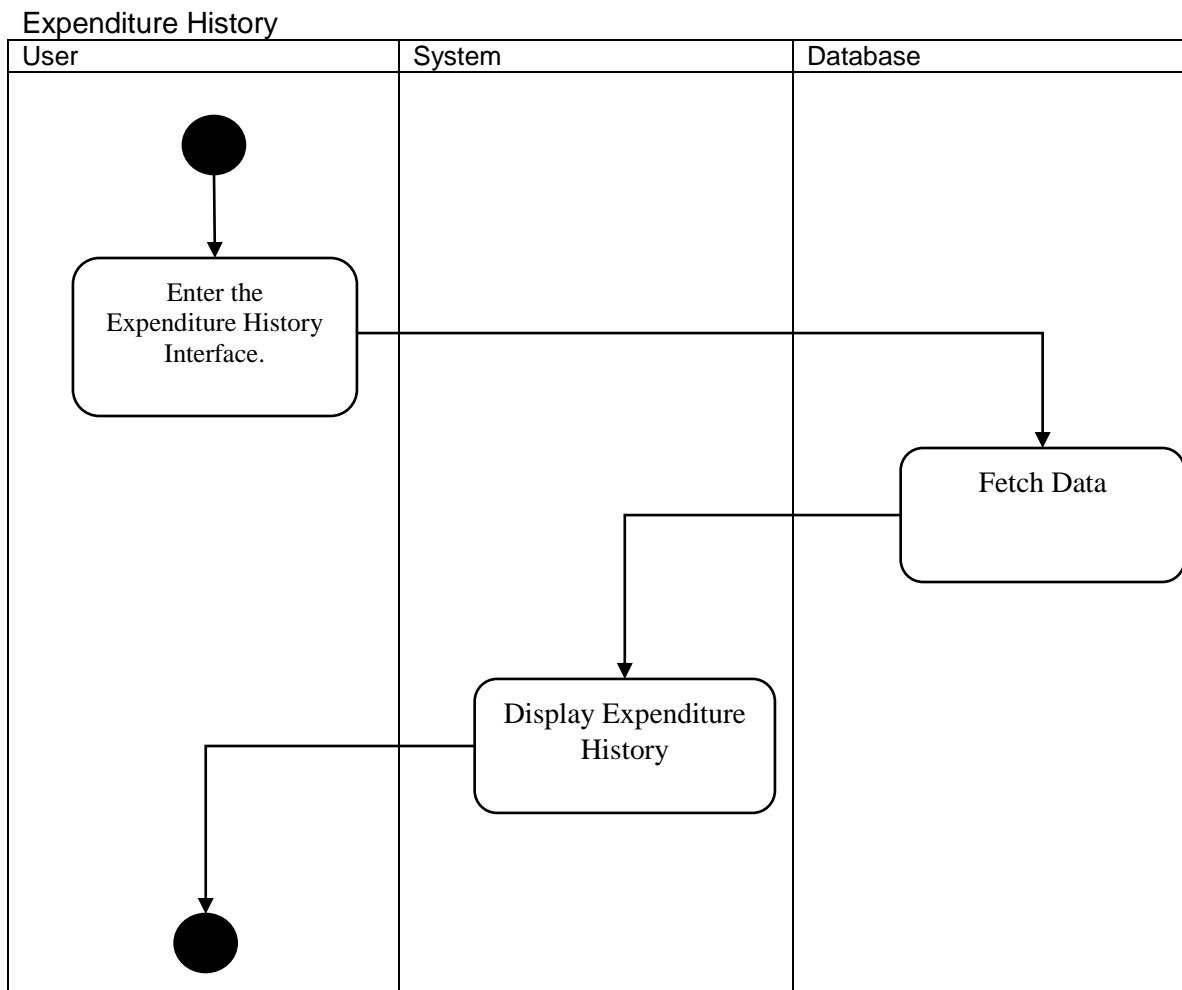 Expenditure History
User
System
Database
Enter the
Expenditure History
Interface.
Fetch Data
Display Expenditure
History